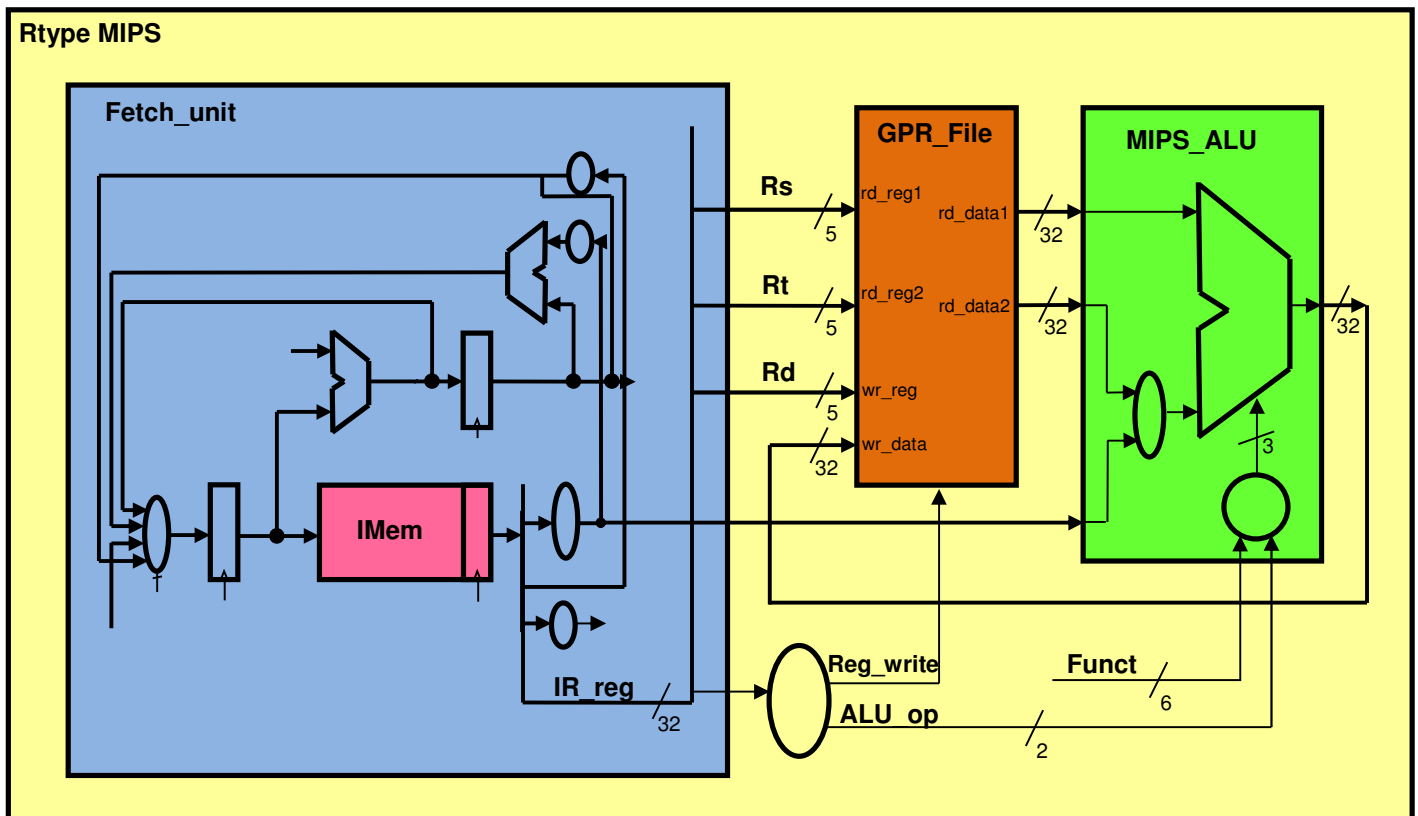 Rtype MIPS
Fetch_unit
GPR_File
MIPS_ALU
Rs
5
rd_reg1
rd_data1
32
Rt
5
rd_reg2
rd_data2
32
32
Rd
5
wr_reg
32
wr_data
3
IMem
IR_reg
32
Reg_write
ALU_op
2
Funct
6